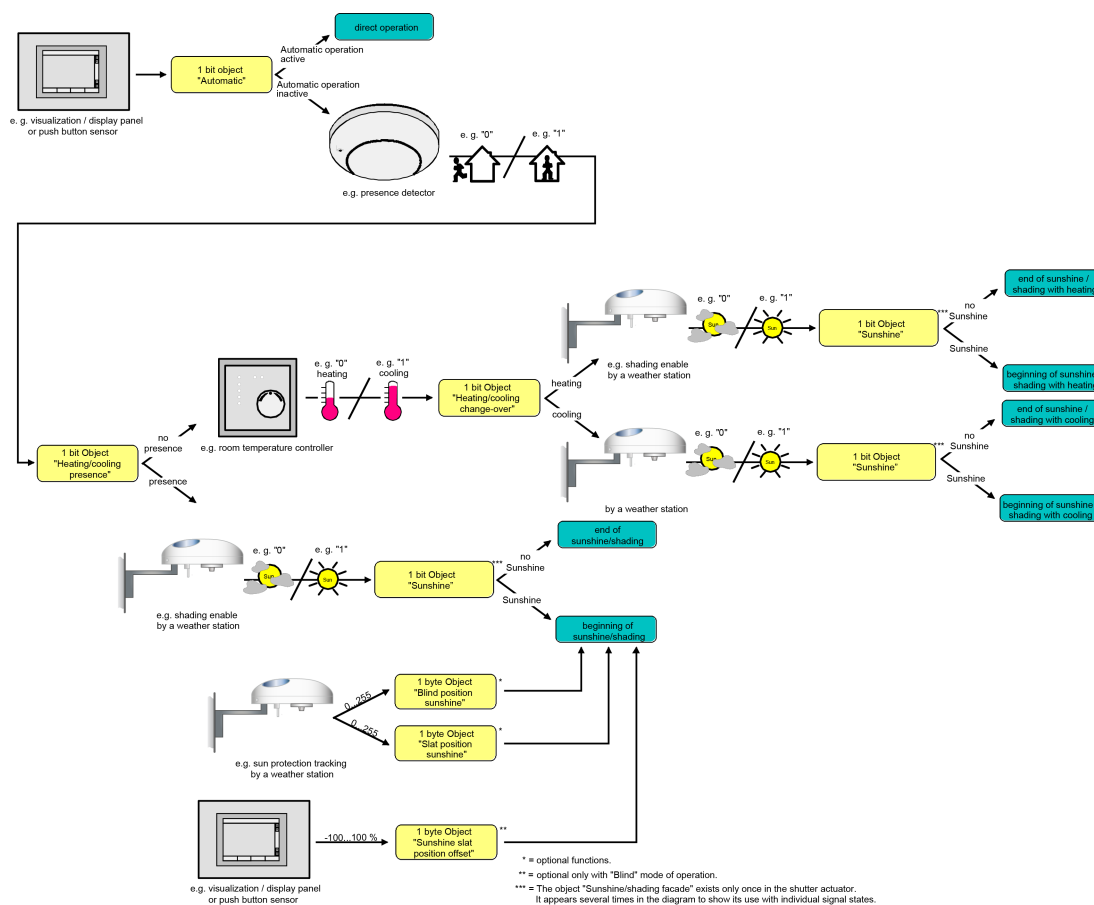 direct operation
Automatic operation
active
1 bit object
"Automatic"
Automatic operation
inactive
e. g. visualization / display panel
or push button sensor
e. g. "0"
e. g. "1"
e.g. presence detector
end of sunshine /
shading with heating
e. g. "0"
e. g. "1"
no
Sunshine
Sun
Sun
1 bit Object
"Sunshine"
***
Sunshine
e.g. shading enable
by a weather station
beginning of sunshine
shading with heating
e. g. "0"
heating
e. g. "1"
cooling
1 bit Object
"Heating/cooling
change-over"
heating
cooling
end of sunshine /
shading with cooling
e. g. "0"
e. g. "1"
no
Sunshine
no
presence
e.g. room temperature controller
1 bit Object
"Heating/cooling
presence"
presence
Sun
Sun
1 bit Object
"Sunshine"
***
Sunshine
by a weather station
beginning of sunshine
shading with cooling
end of
sunshine/shading
e. g. "0"
e. g. "1"
no
Sunshine
Sun
Sun
1 bit Object
"Sunshine"
***
Sunshine
e.g. shading enable
by a weather station
beginning of
sunshine/shading
0...255
1 byte Object
"Blind position
sunshine"
*
0...255
1 byte Object
"Slat position
sunshine"
*
e.g. sun protection tracking
by a weather station
-100...100 %
1 byte Object
"Sunshine slat
position offset"
**
e.g. visualization / display panel
or push button sensor
* = optional functions.
** = optional only with "Blind" mode of operation.
*** = The object "Sunshine/shading facade" exists only once in the shutter actuator.
It appears several times in the diagram to show its use with individual signal states.